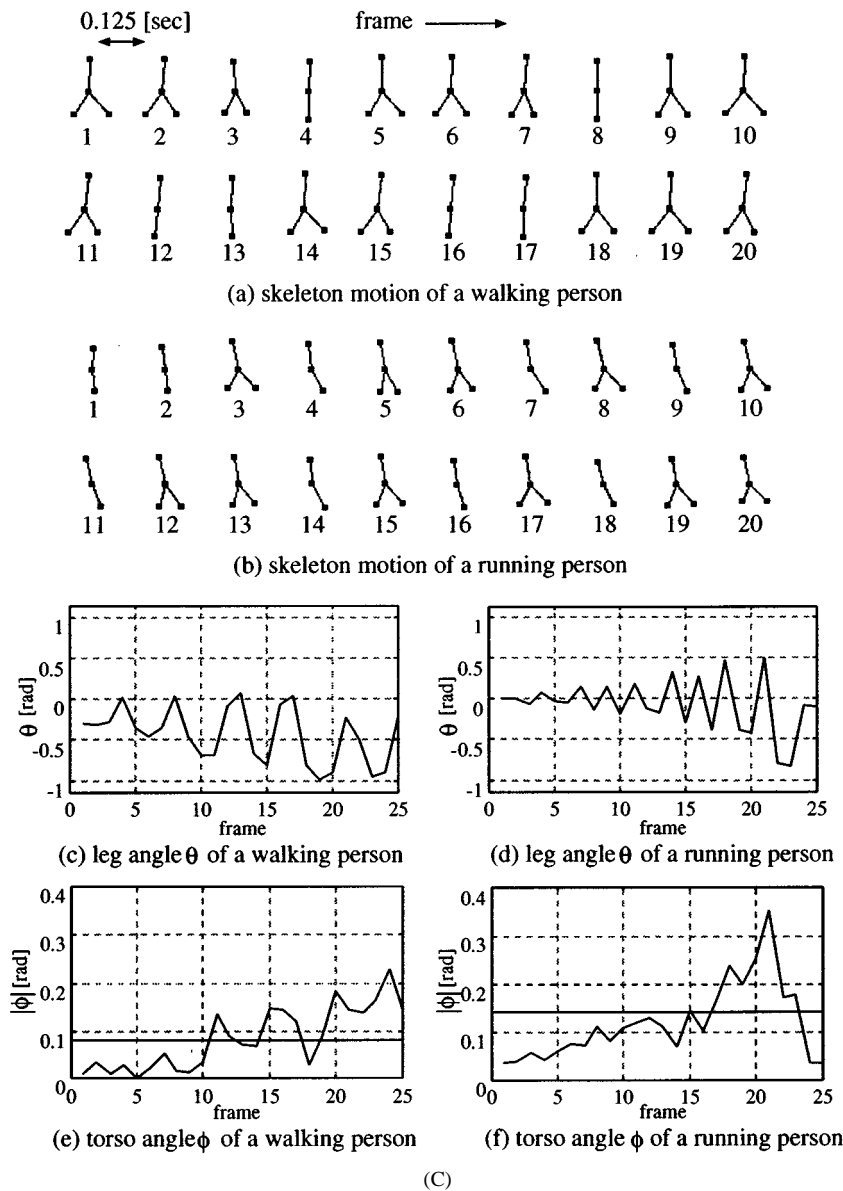 0.125 [sec] frame
1 2 3 4 5 6 7 8 9 10
11 12 13 14 15 16 17 18 19 20
(a) skeleton motion of a walking person
1 2 3 4 5 6 7 8 9 10
11 12 13 14 15 16 17 18 19 20
(b) skeleton motion of a running person
1
0.5
0
-0.5
-1
θ [rad]
0 5 10 15 20 25
frame
(c) leg angle θ of a walking person
1
0.5
0
-0.5
-1
θ [rad]
0 5 10 15 20 25
frame
(d) leg angle θ of a running person
0.4
0.3
0.2
0.1
0
|ϕ| [rad]
0 5 10 15 20 25
frame
(e) torso angle ϕ of a walking person
0.4
0.3
0.2
0.1
0
|ϕ| [rad]
0 5 10 15 20 25
frame
(f) torso angle ϕ of a running person
(C)